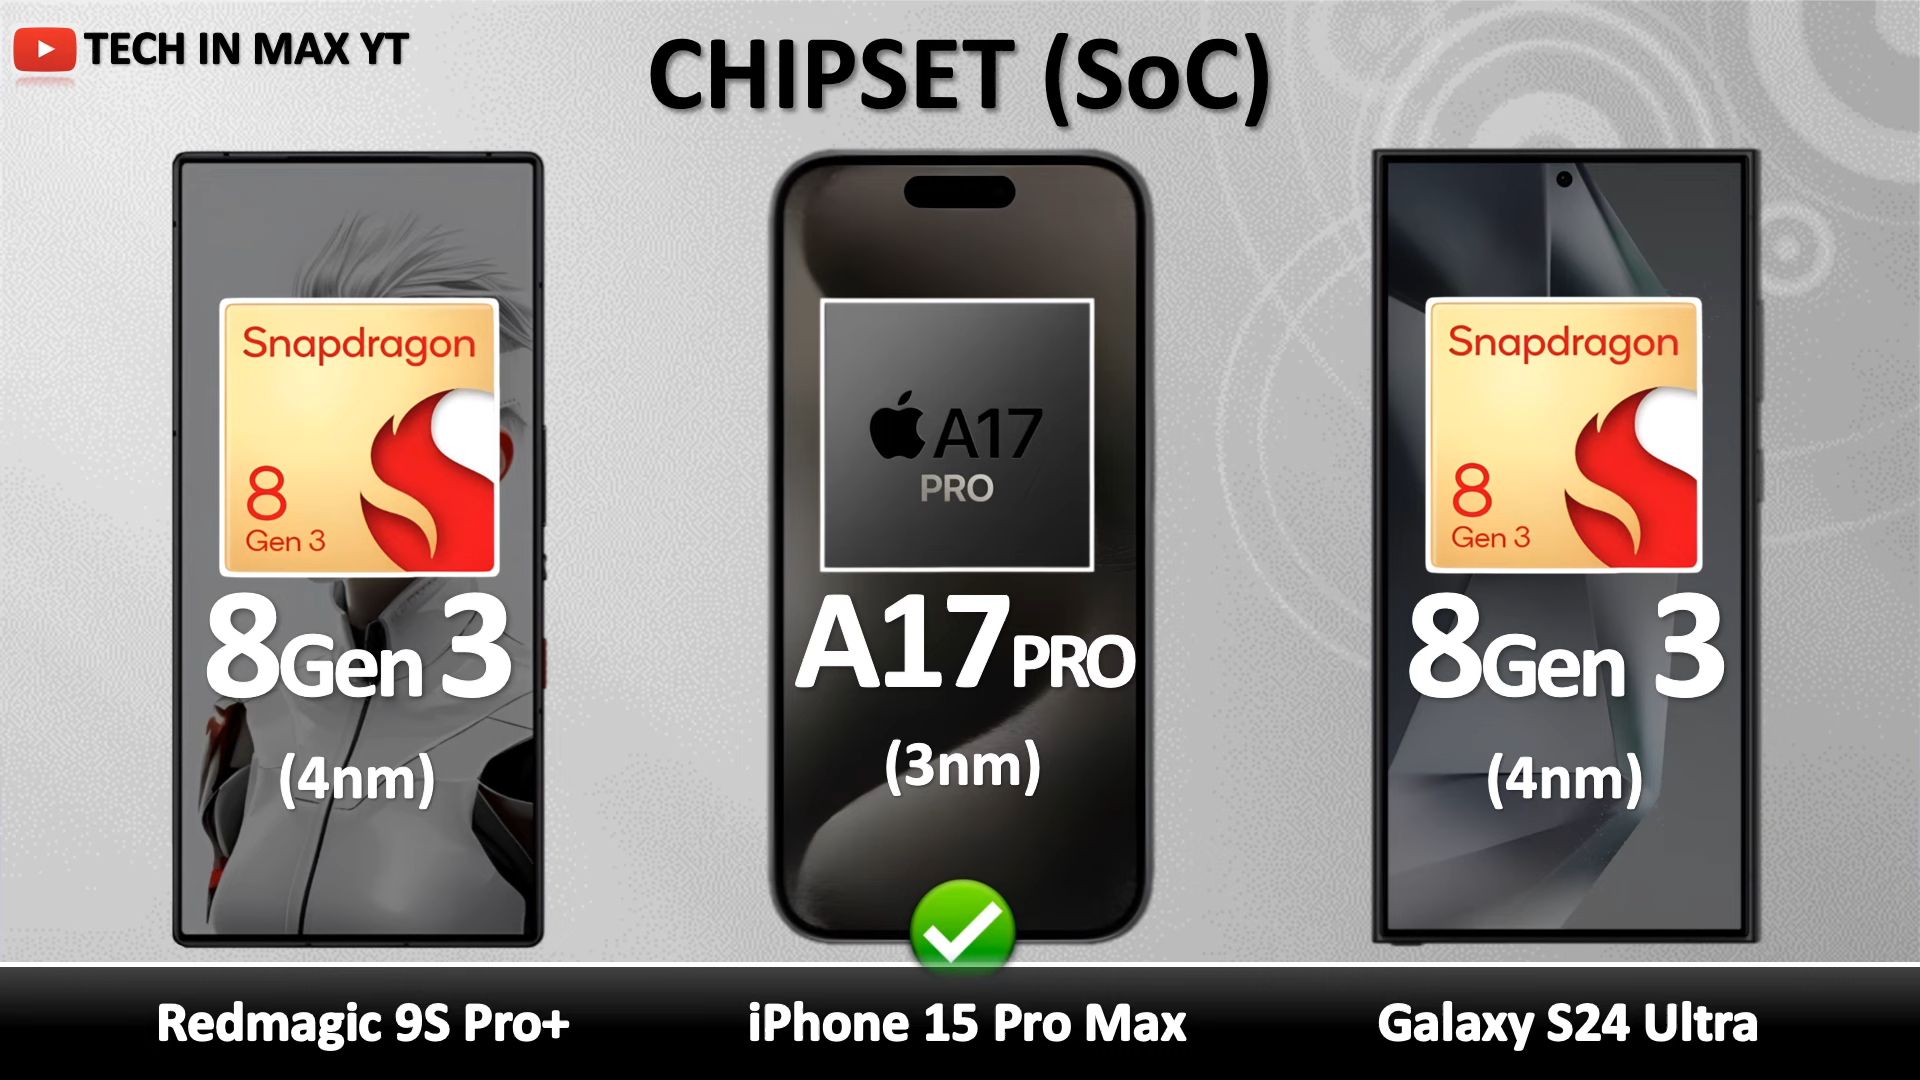 TECH IN MAX YT
CHIPSET (SoC)
Snapdragon
8
Gen 3
8Gen 3
(4nm)
A17
PRO
A17PRO
(3nm)
Snapdragon
8
Gen 3
8Gen 3
(4nm)
Redmagic 9S Pro+
iPhone 15 Pro Max
Galaxy S24 Ultra